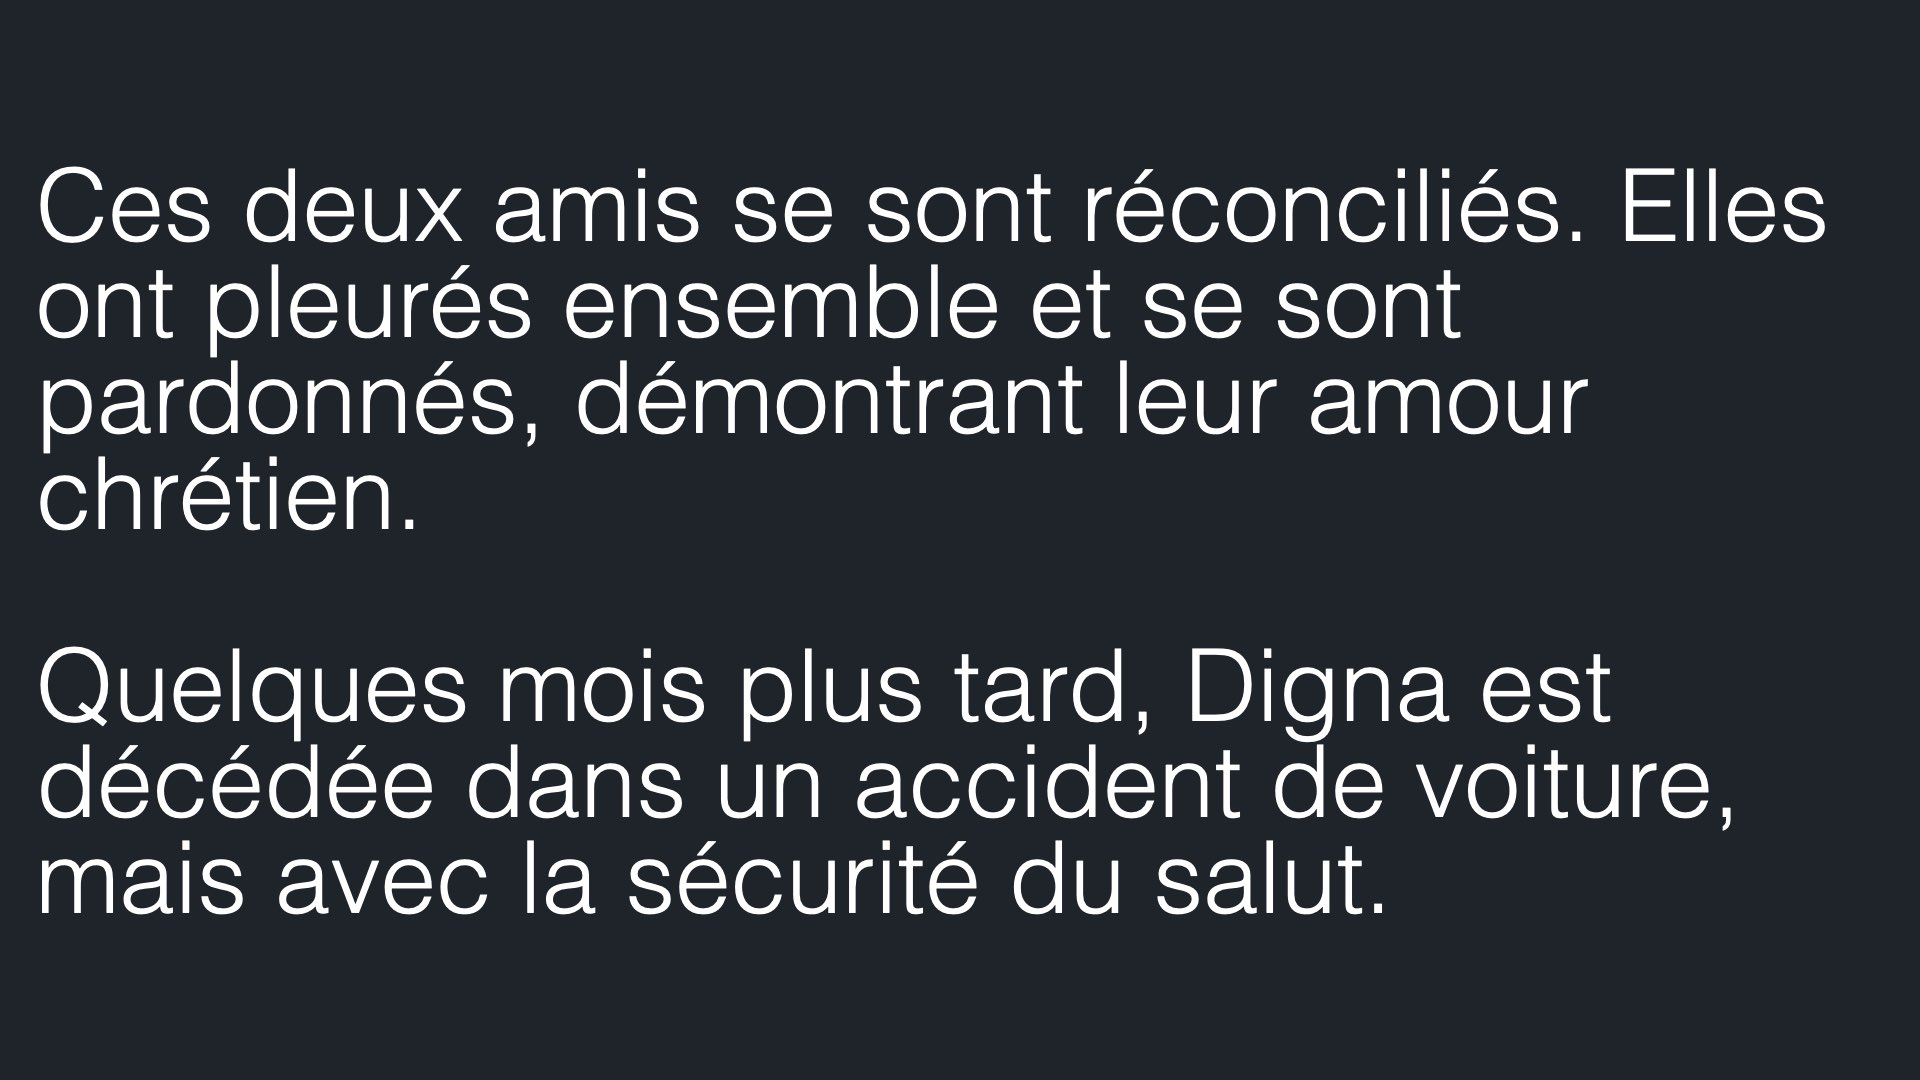 Ces deux amis se sont réconciliés. Elles
ont pleurés ensemble et se sont
pardonnés, démontrant leur amour
chrétien.
Quelques mois plus tard, Digna est
décédée dans un accident de voiture,
mais avec la sécurité du salut.